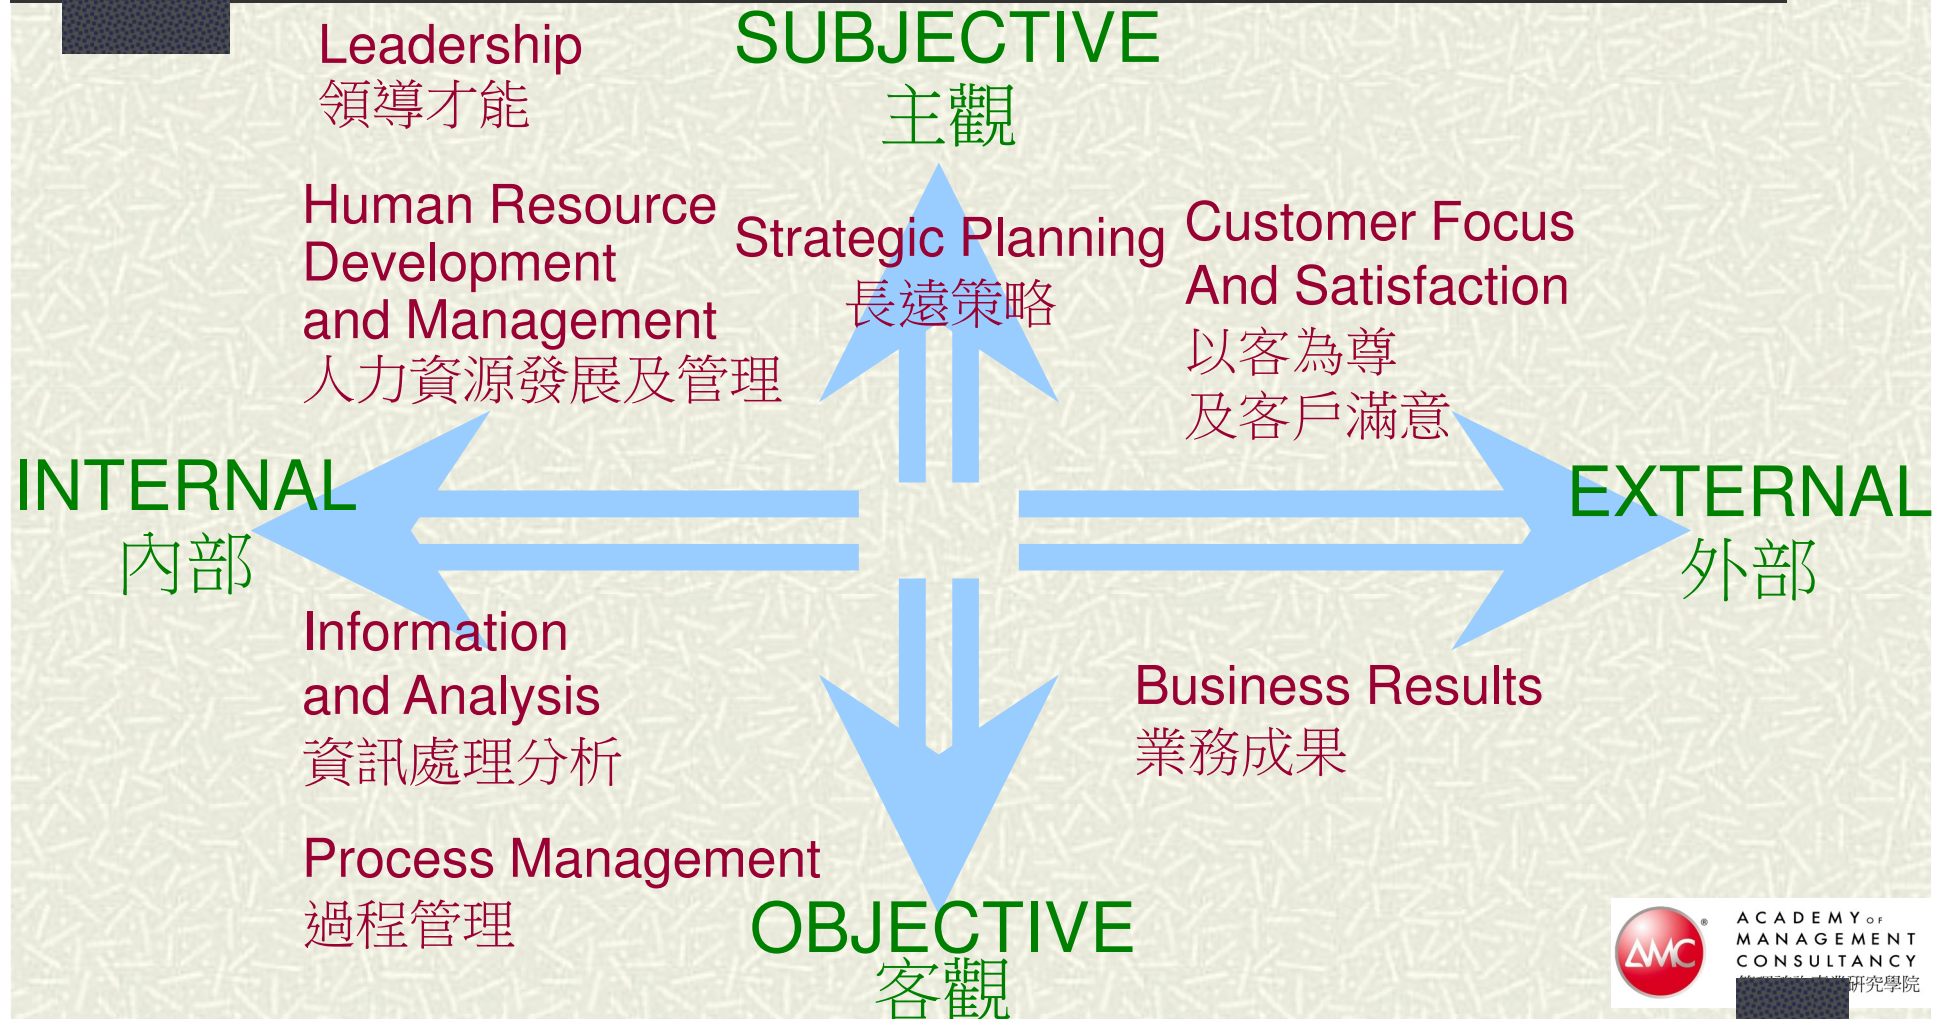 Leadership
領導才能
SUBJECTIVE
主觀
Human Resource
Development
and Management
人力資源發展及管理
Strategic Planning
長遠策略
Customer Focus
And Satisfaction
以客為尊
及客戶滿意
INTERNAL
內部
EXTERNAL
外部
Information
and Analysis
資訊處理分析
Business Results
業務成果
Process Management
過程管理
OBJECTIVE
客觀
AMC ®
ACADEMY OF
MANAGEMENT
CONSULTANCY
研究學院